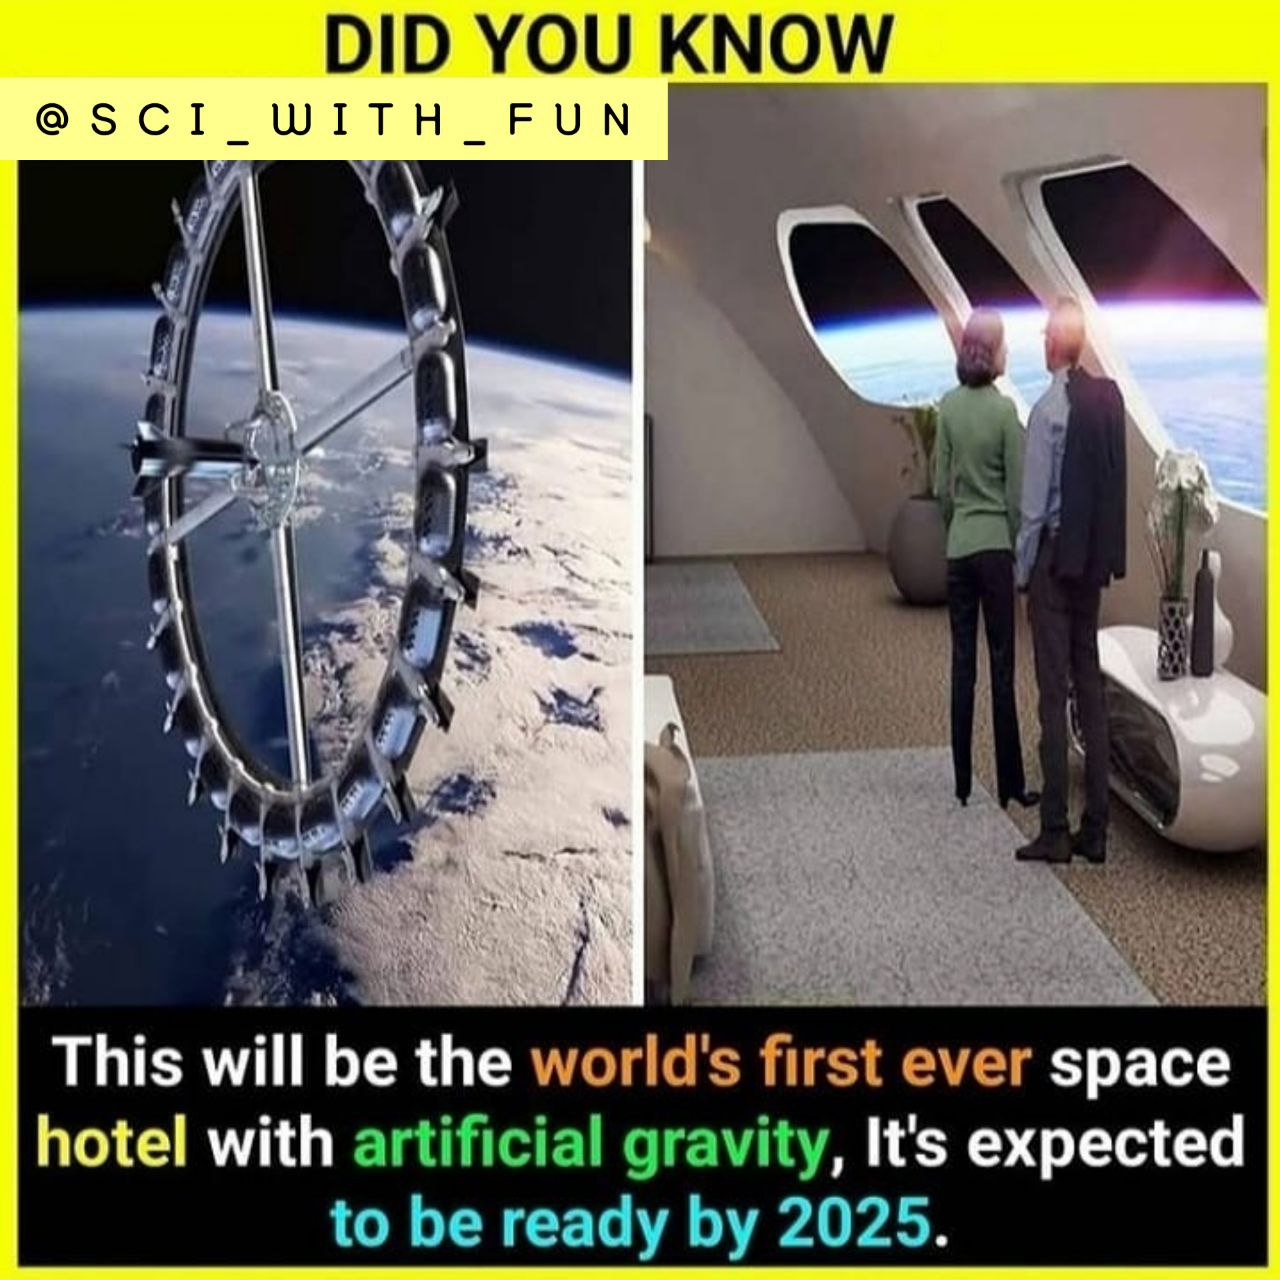 DID YOU KNOW
@SCI_WITH_FUN
This will be the world's first ever space
hotel with artificial gravity, It's expected
to be ready by 2025.